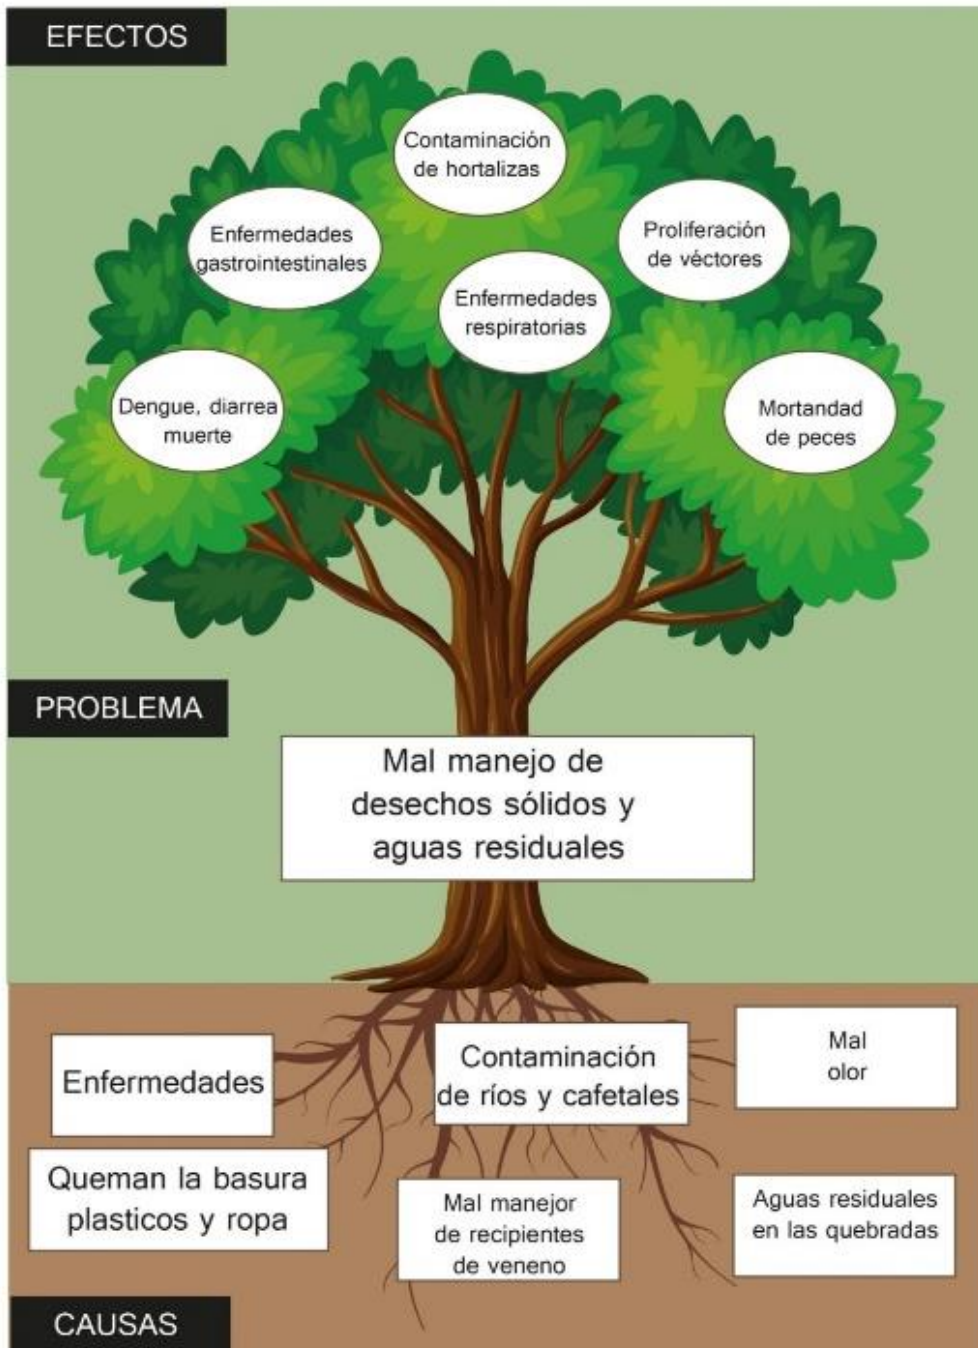 EFECTOS
Contaminación
de hortalizas
Enfermedades
gastrointestinales
Proliferación
de véctores
Enfermedades
respiratorias
Dengue, diarrea
muerte
Mortandad
de peces
PROBLEMA
Mal manejo de
desechos sólidos y
aguas residuales
Enfermedades
Contaminación
de ríos y cafetales
Mal
olor
Queman la basura
plasticos y ropa
Mal manejor
de recipientes
de veneno
Aguas residuales
en las quebradas
CAUSAS